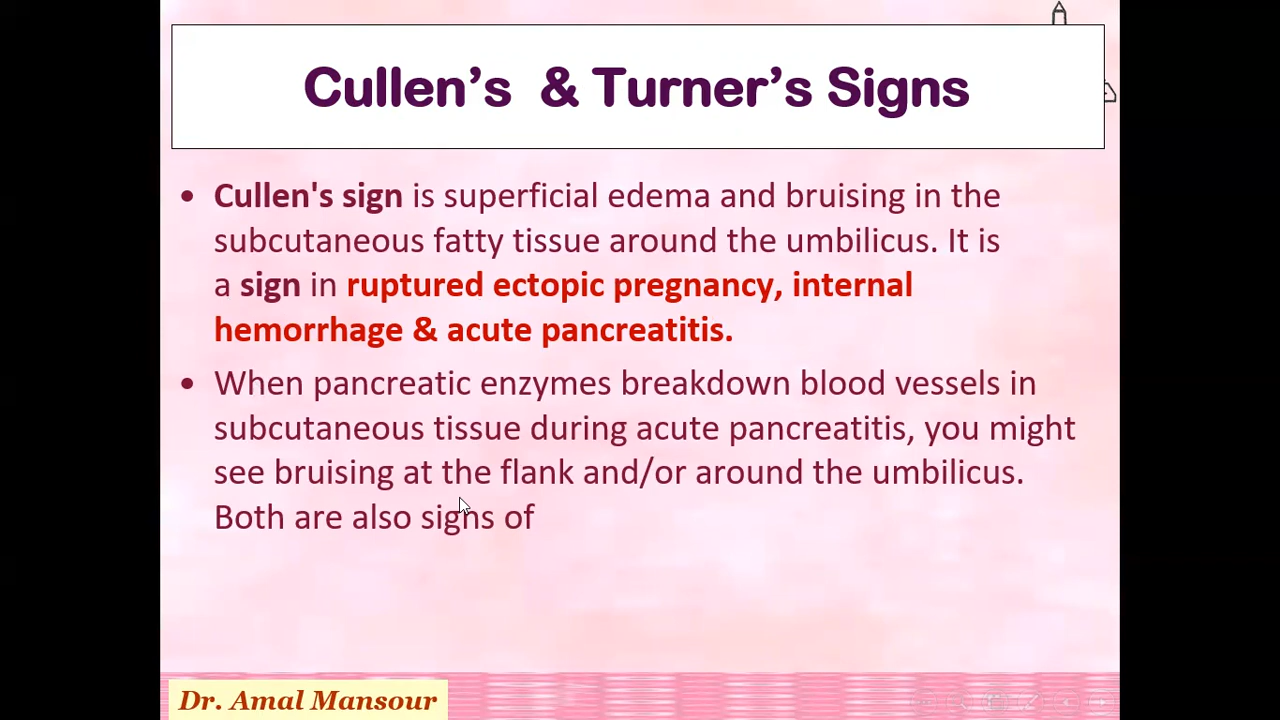 Cullen’s & Turner’s Signs
• Cullen's sign is superficial edema and bruising in the
subcutaneous fatty tissue around the umbilicus. It is
a sign in ruptured ectopic pregnancy, internal
hemorrhage & acute pancreatitis.
• When pancreatic enzymes breakdown blood vessels in
subcutaneous tissue during acute pancreatitis, you might
see bruising at the flank and/or around the umbilicus.
Both are also signs of
Dr. Amal Mansour